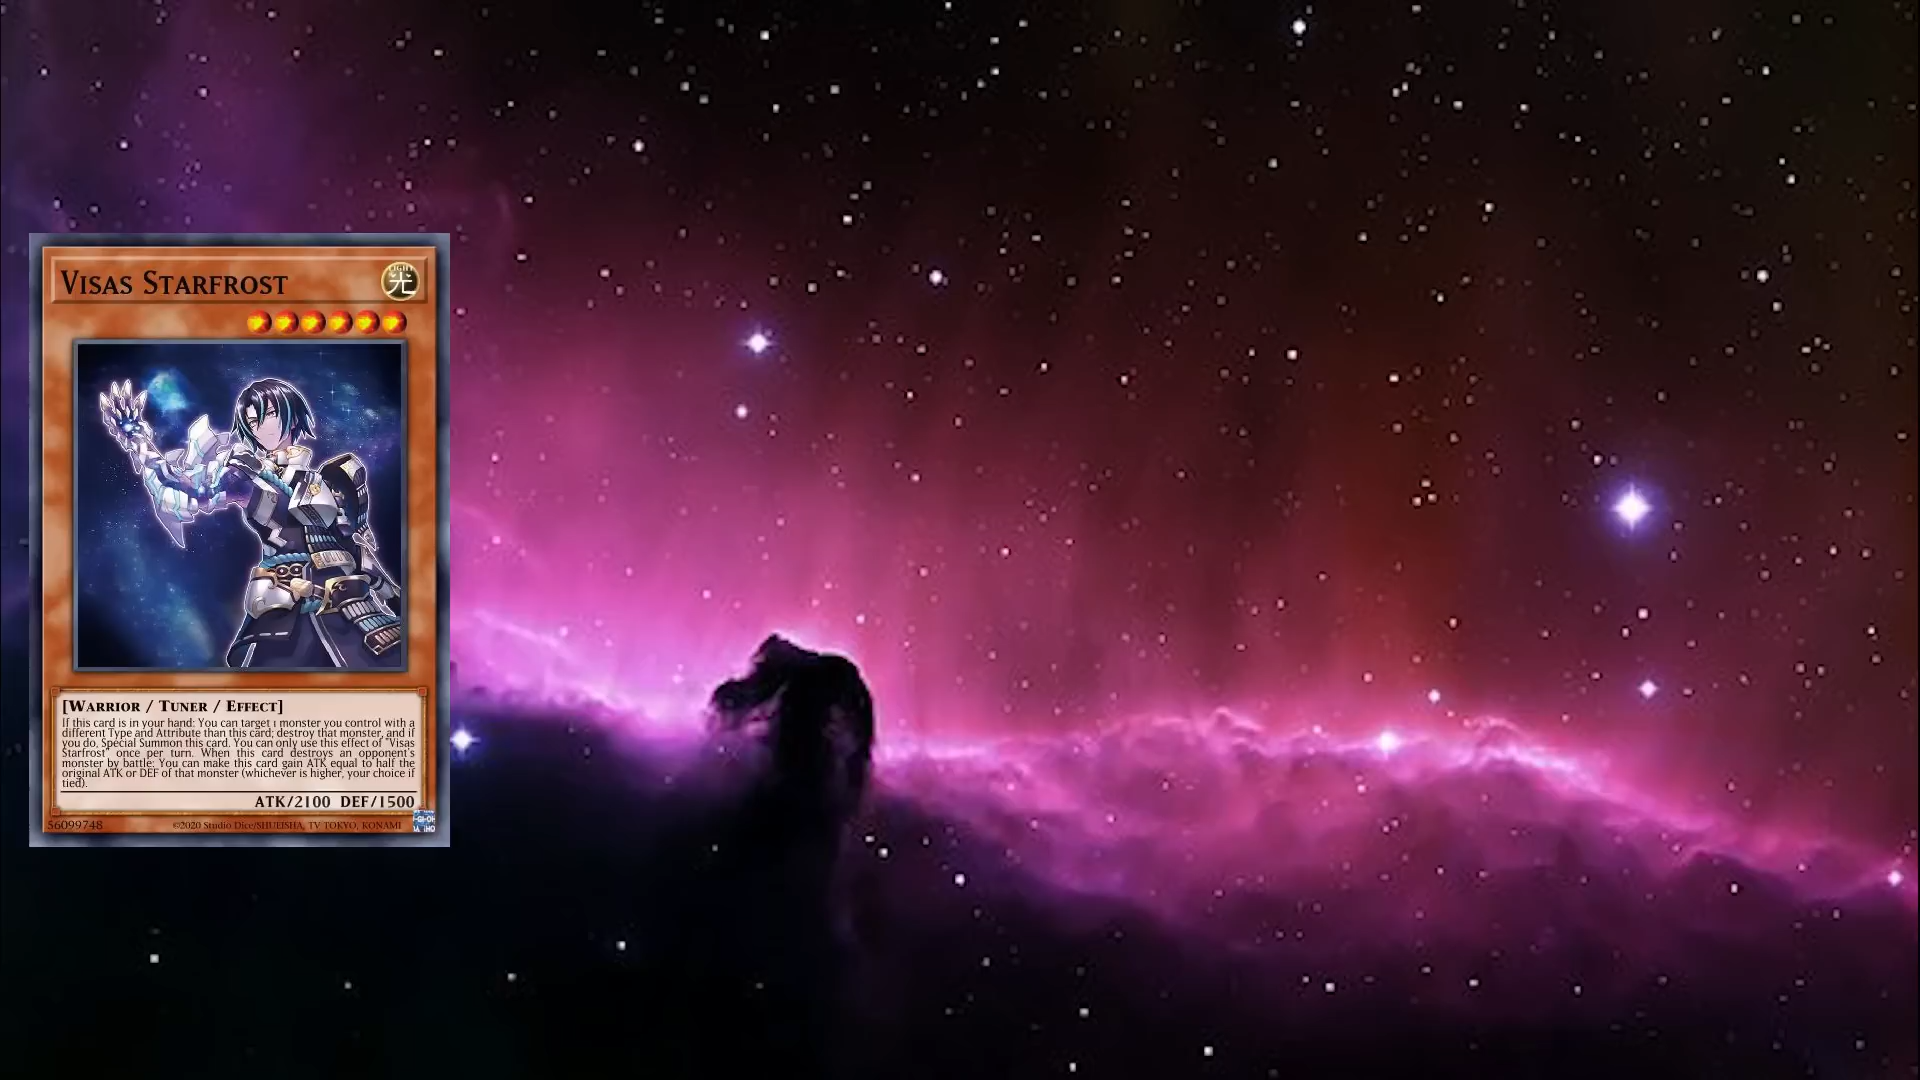 VISAS STARFROST
LIGHT
光
[WARRIOR / TUNER / EFFECT]
If this card is in your hand: You can target 1 monster you control with a
different Type and Attribute than this card; destroy that monster, and if
you do, Special Summon this card. You can only use this effect of "Visas
Starfrost" once per turn. When this card destroys an opponent's
monster by battle: You can make this card gain ATK equal to half the
original ATK or DEF of that monster (whichever is higher, your choice if
tied).
ATK/2100 DEF/1500
56099748 ©2020 Studio Dice/SHUEISHA, TV TOKYO, KONAMI